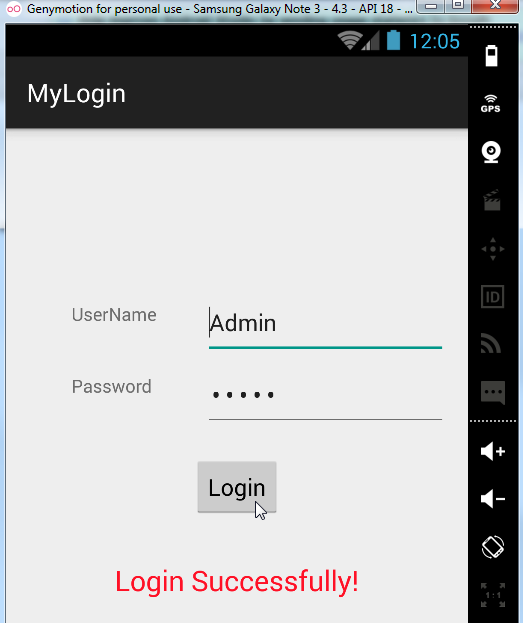 Genymotion for personal use - Samsung Galaxy Note 3 - 4.3 - API 18 - ...
12:05
MyLogin
GPS
ID
UserName
Admin
Password
•••••
Login
Login Successfully!
1:1